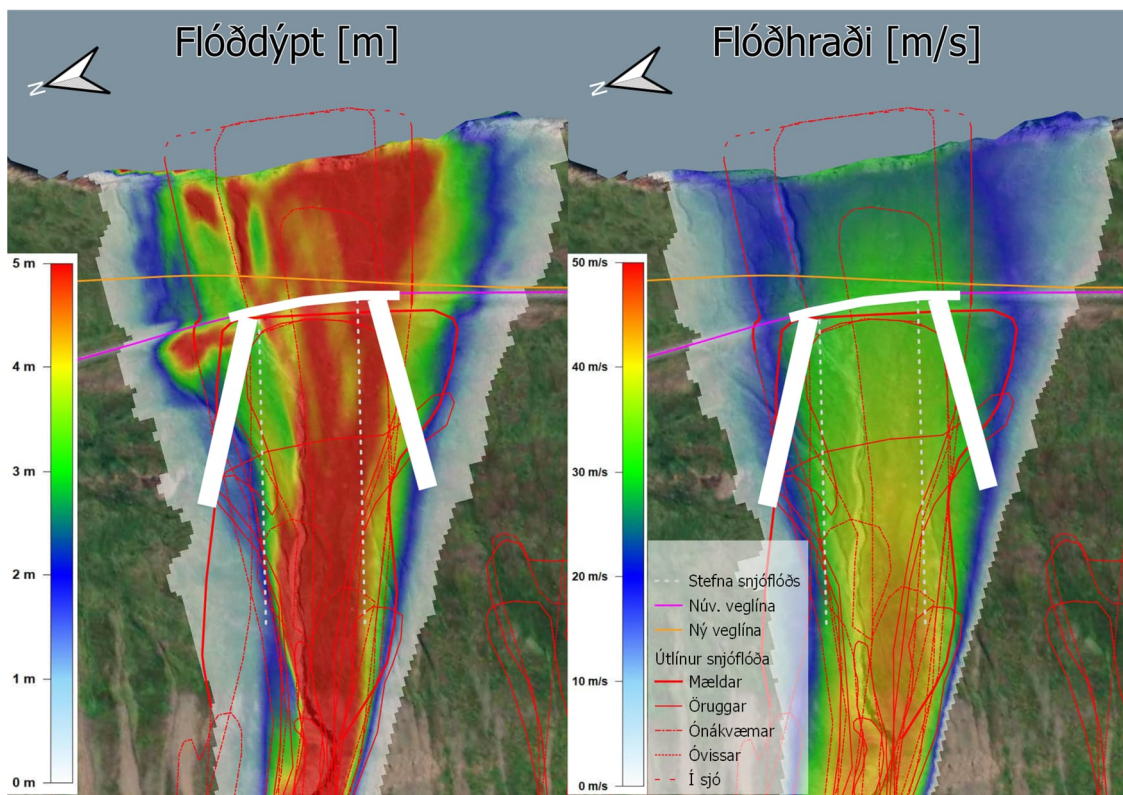 Flóðdýpt [m]
N
5 m
4 m
3 m
2 m
1 m
0 m
Flóðhraði [m/s]
N
50 m/s
40 m/s
30 m/s
20 m/s
10 m/s
0 m/s
Stefna snjóflóðs
Núv. veglína
Ný veglína
Útlínur snjóflóða
Mældar
Öruggar
Ónákvæmar
Óvissar
Í sjó